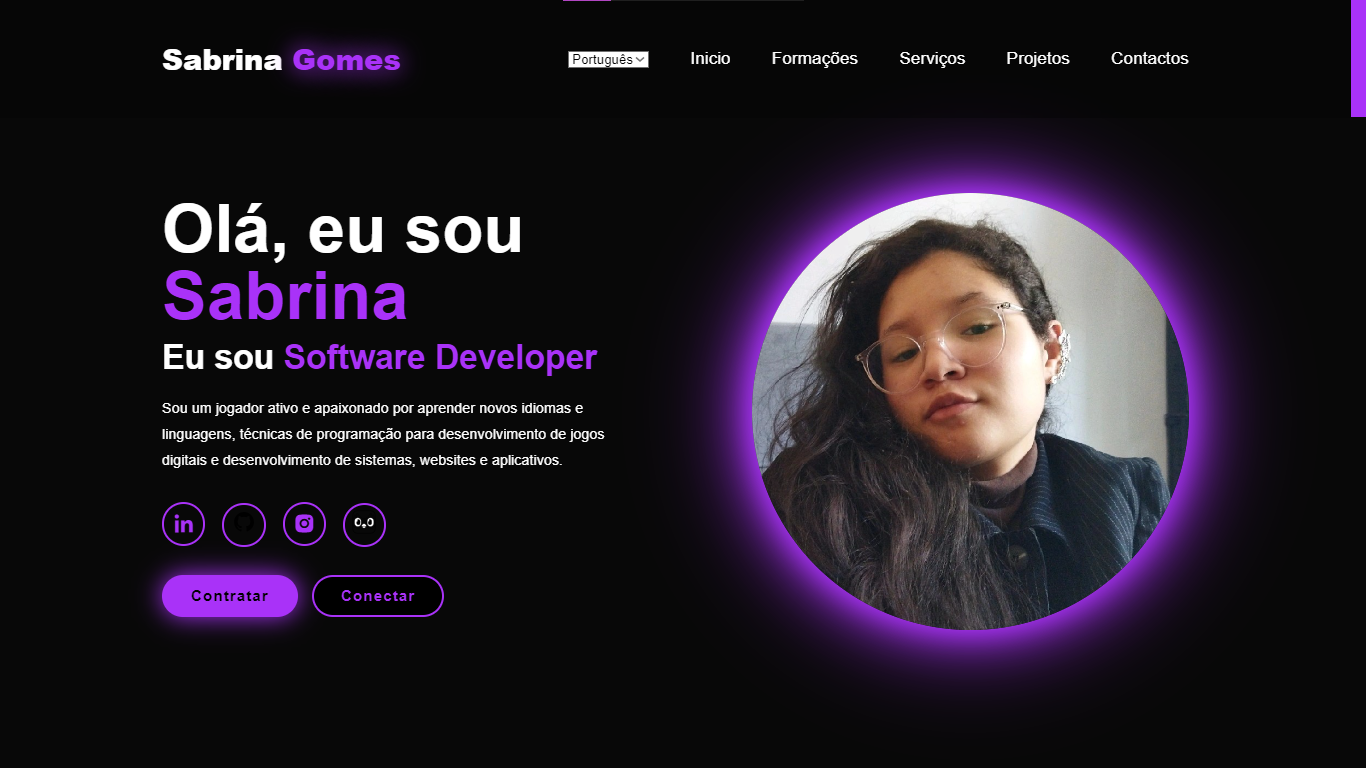 Sabrina Gomes
Português
Inicio
Formações
Serviços
Projetos
Contactos
Olá, eu sou
Sabrina
Eu sou Software Developer
Sou um jogador ativo e apaixonado por aprender novos idiomas e
linguagens, técnicas de programação para desenvolvimento de jogos
digitais e desenvolvimento de sistemas, websites e aplicativos.
in
Contratar
Conectar